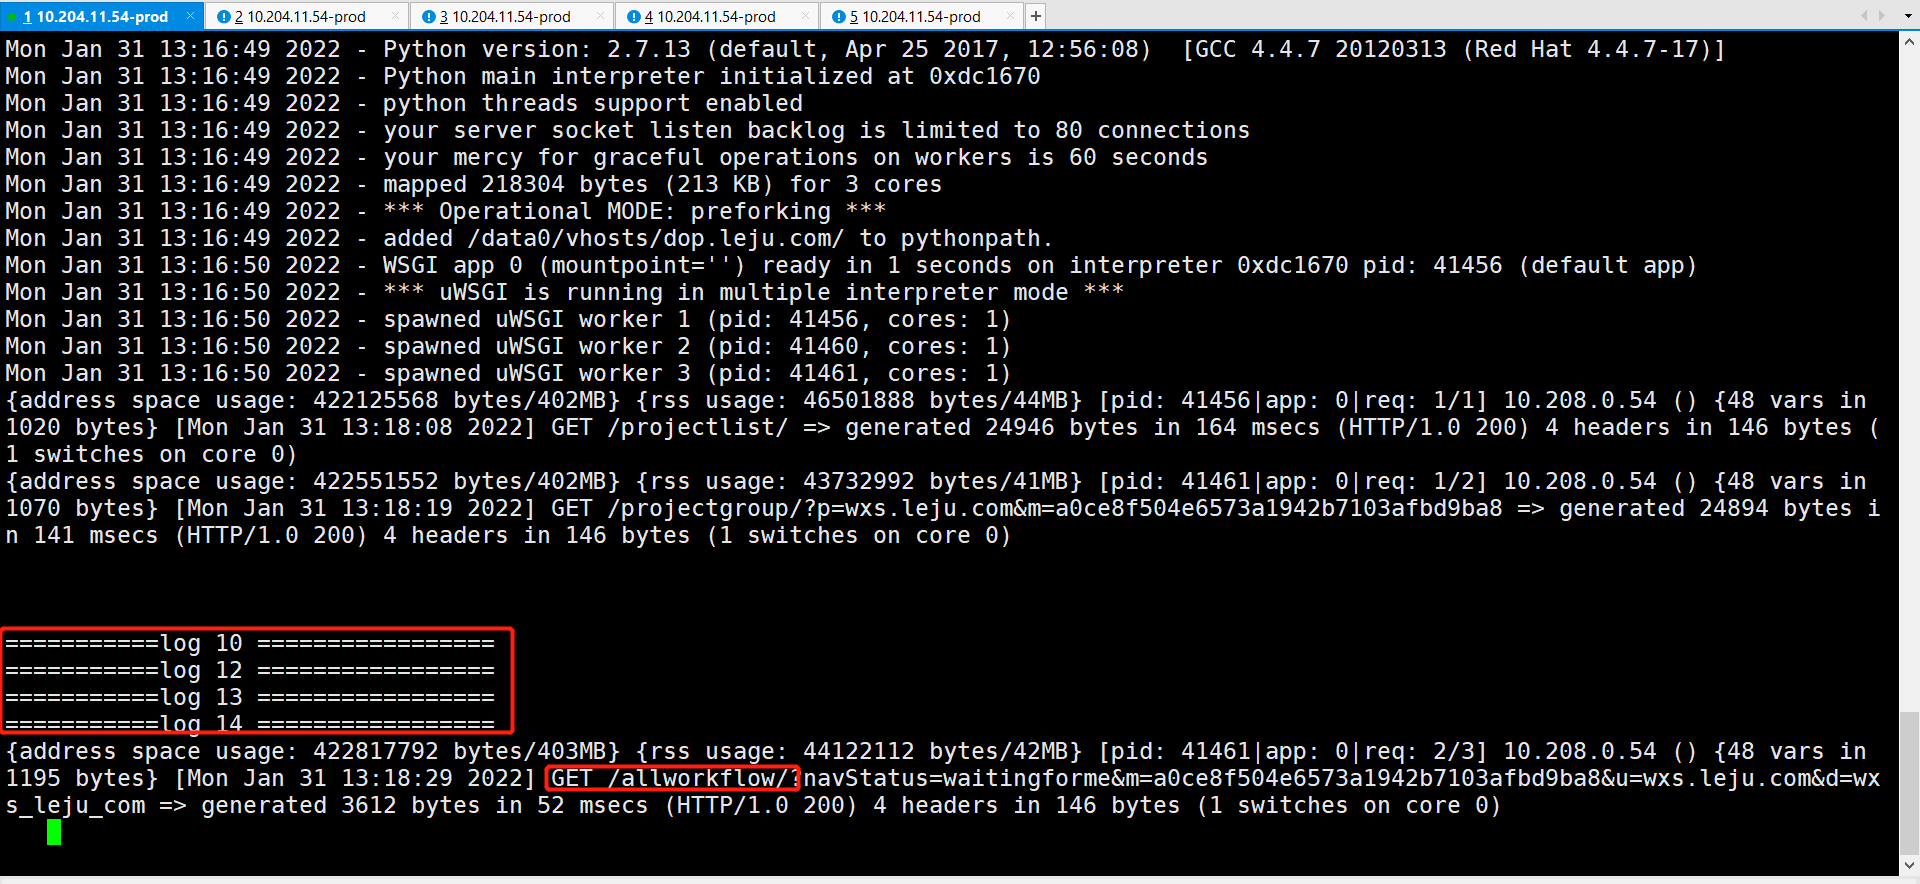 1 10.204.11.54-prod × 2 10.204.11.54-prod × 3 10.204.11.54-prod × 4 10.204.11.54-prod × 5 10.204.11.54-prod × +
Mon Jan 31 13:16:49 2022 - Python version: 2.7.13 (default, Apr 25 2017, 12:56:08)  [GCC 4.4.7 20120313 (Red Hat 4.4.7-17)]
Mon Jan 31 13:16:49 2022 - Python main interpreter initialized at 0xdc1670
Mon Jan 31 13:16:49 2022 - python threads support enabled
Mon Jan 31 13:16:49 2022 - your server socket listen backlog is limited to 80 connections
Mon Jan 31 13:16:49 2022 - your mercy for graceful operations on workers is 60 seconds
Mon Jan 31 13:16:49 2022 - mapped 218304 bytes (213 KB) for 3 cores
Mon Jan 31 13:16:49 2022 - *** Operational MODE: preforking ***
Mon Jan 31 13:16:49 2022 - added /data0/vhosts/dop.leju.com/ to pythonpath.
Mon Jan 31 13:16:50 2022 - WSGI app 0 (mountpoint='') ready in 1 seconds on interpreter 0xdc1670 pid: 41456 (default app)
Mon Jan 31 13:16:50 2022 - *** uWSGI is running in multiple interpreter mode ***
Mon Jan 31 13:16:50 2022 - spawned uWSGI worker 1 (pid: 41456, cores: 1)
Mon Jan 31 13:16:50 2022 - spawned uWSGI worker 2 (pid: 41460, cores: 1)
Mon Jan 31 13:16:50 2022 - spawned uWSGI worker 3 (pid: 41461, cores: 1)
{address space usage: 422125568 bytes/402MB} {rss usage: 46501888 bytes/44MB} [pid: 41456|app: 0|req: 1/1] 10.208.0.54 () {48 vars in
1020 bytes} [Mon Jan 31 13:18:08 2022] GET /projectlist/ => generated 24946 bytes in 164 msecs (HTTP/1.0 200) 4 headers in 146 bytes (
1 switches on core 0)
{address space usage: 422551552 bytes/402MB} {rss usage: 43732992 bytes/41MB} [pid: 41461|app: 0|req: 1/2] 10.208.0.54 () {48 vars in
1070 bytes} [Mon Jan 31 13:18:19 2022] GET /projectgroup/?p=wxs.leju.com&m=a0ce8f504e6573a1942b7103afbd9ba8 => generated 24894 bytes i
n 141 msecs (HTTP/1.0 200) 4 headers in 146 bytes (1 switches on core 0)
===========log 10 =================
===========log 12 =================
===========log 13 =================
===========log 14 =================
{address space usage: 422817792 bytes/403MB} {rss usage: 44122112 bytes/42MB} [pid: 41461|app: 0|req: 2/3] 10.208.0.54 () {48 vars in
1195 bytes} [Mon Jan 31 13:18:29 2022] GET /allworkflow/?navStatus=waitingforme&m=a0ce8f504e6573a1942b7103afbd9ba8&u=wxs.leju.com&d=wx
s_leju_com => generated 3612 bytes in 52 msecs (HTTP/1.0 200) 4 headers in 146 bytes (1 switches on core 0)